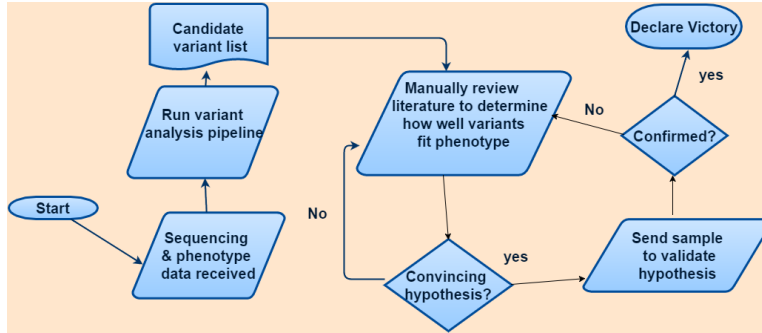 Start
Sequencing
& phenotype
data received
Run variant
analysis pipeline
Candidate
variant list
Manually review
literature to determine
how well variants
fit phenotype
Convincing
hypothesis?
No
yes
Send sample
to validate
hypothesis
Confirmed?
No
yes
Declare Victory